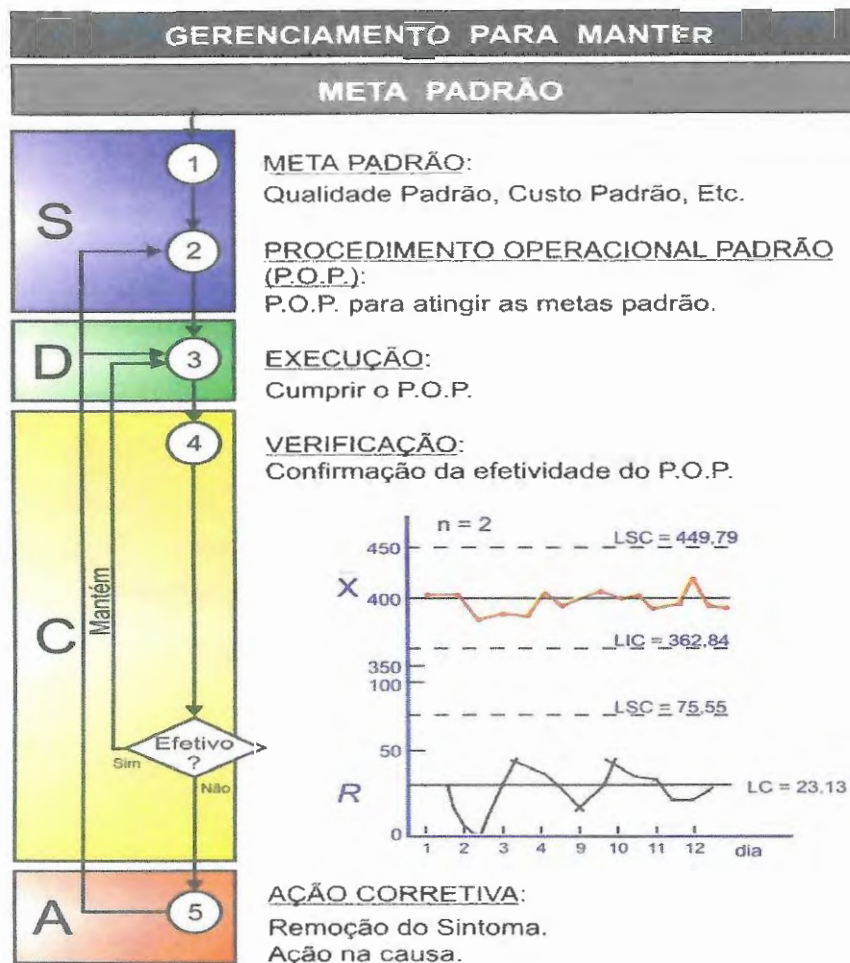 GERENCIAMENTO PARA MANTER
META PADRÃO
S
1
META PADRÃO:
Qualidade Padrão, Custo Padrão, Etc.
2
PROCEDIMENTO OPERACIONAL PADRÃO
(P.O.P.):
P.O.P. para atingir as metas padrão.
D
3
EXECUÇÃO:
Cumprir o P.O.P.
C
4
VERIFICAÇÃO:
Confirmação da efetividade do P.O.P.
Mantém
Efetivo
?
Sim
Não
n = 2
450
LSC = 449,79
X
400
LIC = 362,84
350
100
LSC = 75,55
50
R
LC = 23,13
0
1 2 3 4 9 10 11 12 dia
A
5
AÇÃO CORRETIVA:
Remoção do Sintoma.
Ação na causa.